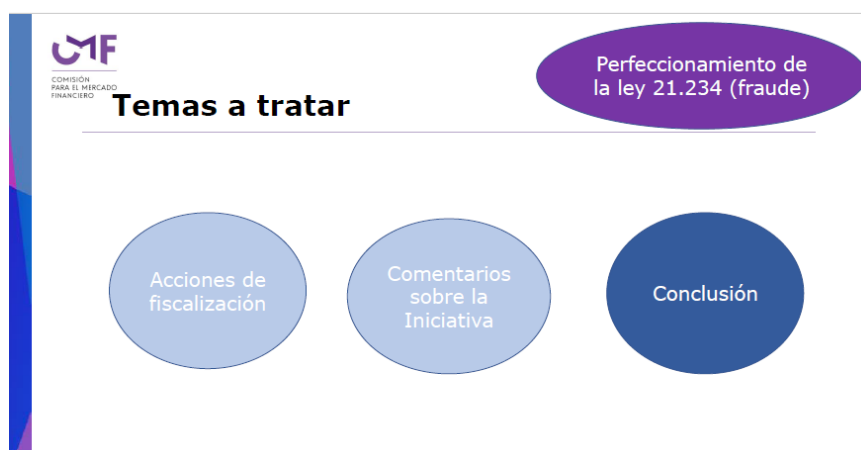 CMF
COMISIÓN
PARA EL MERCADO
FINANCIERO
Temas a tratar
Perfeccionamiento de
la ley 21.234 (fraude)
Acciones de
fiscalización
Comentarios
sobre la
Iniciativa
Conclusión